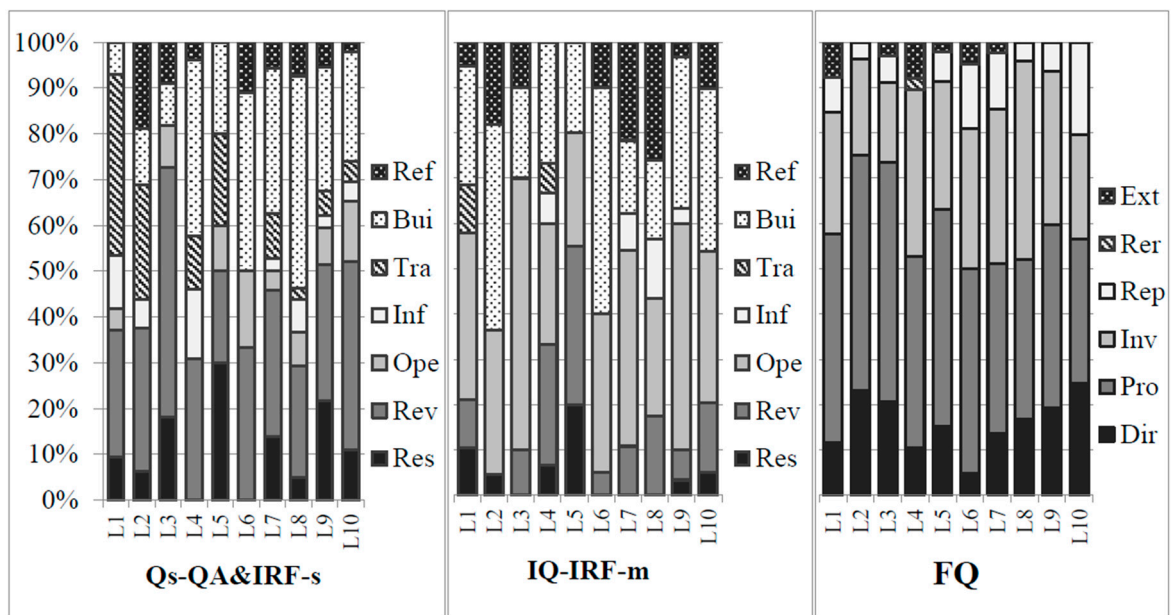 100%
90%
80%
70%
60%
50%
40%
30%
20%
10%
0%
L1 L2 L3 L4 L5 L6 L7 L8 L9 L10
Qs-QA&IRF-s
Ref
Bui
Tra
Inf
Ope
Rev
Res
L1 L2 L3 L4 L5 L6 L7 L8 L9 L10
IQ-IRF-m
Ref
Bui
Tra
Inf
Ope
Rev
Res
L1 L2 L3 L4 L5 L6 L7 L8 L9 L10
FQ
Ext
Rer
Rep
Inv
Pro
Dir